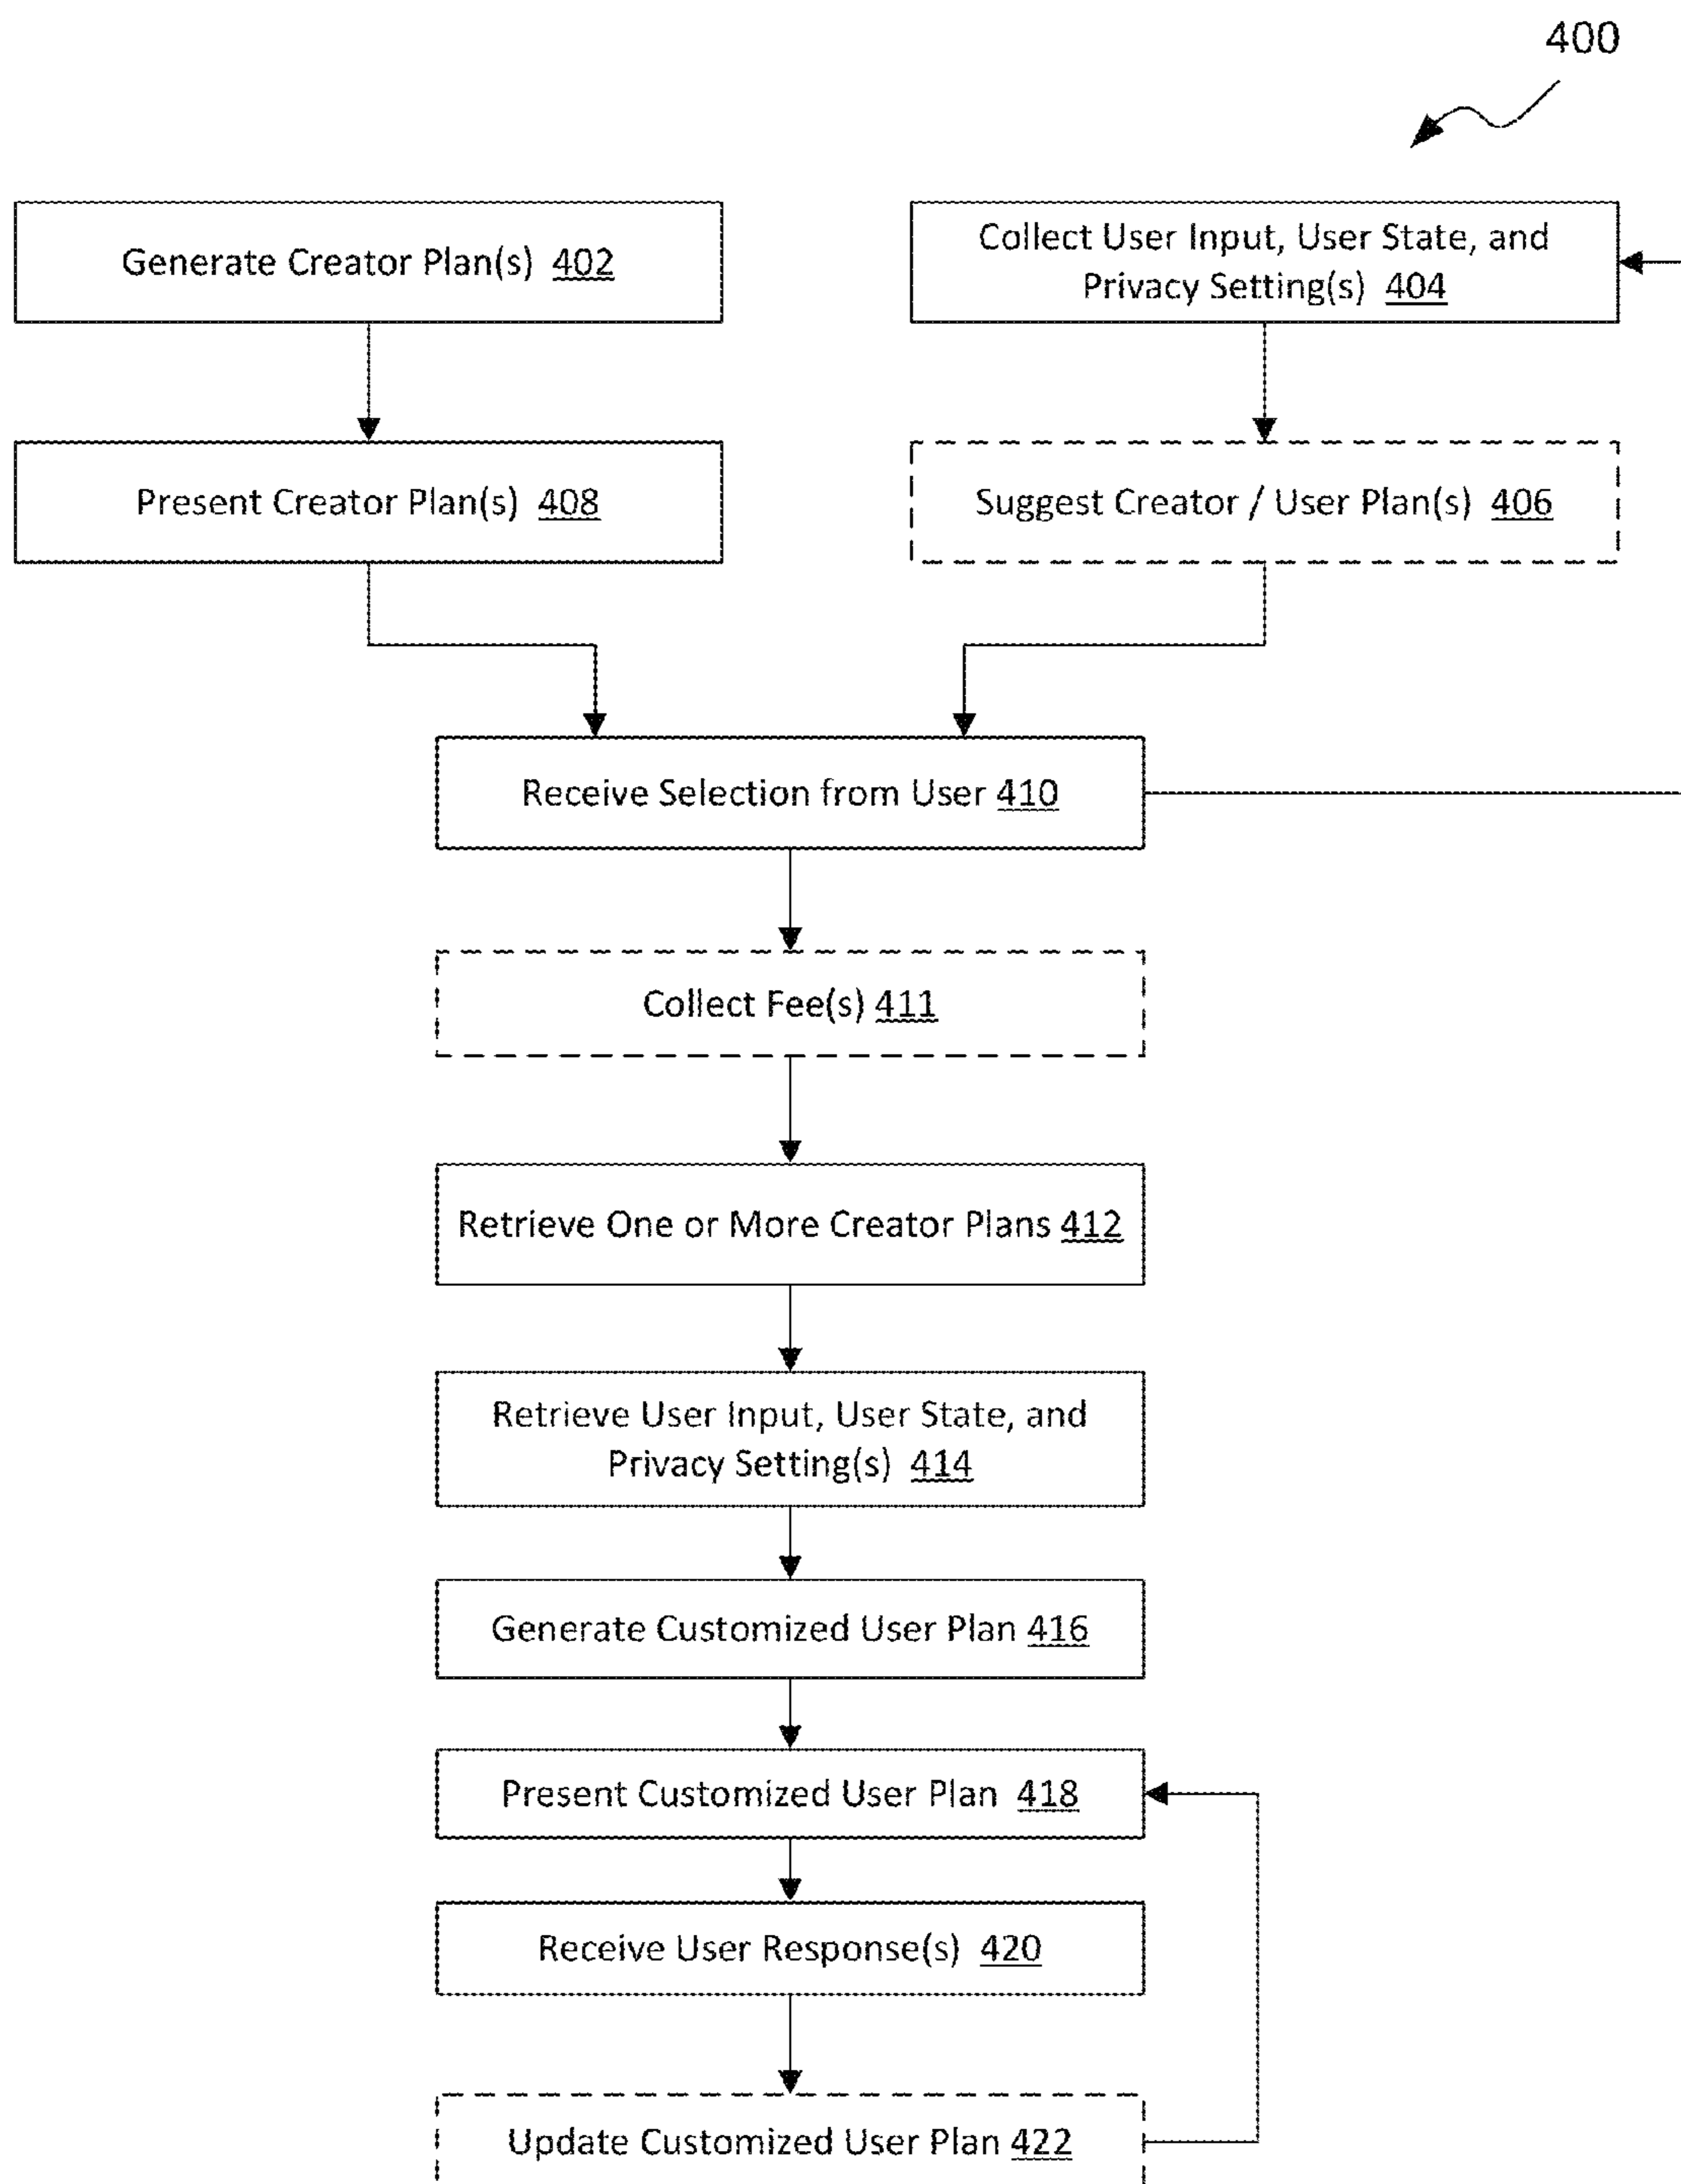 400
Generate Creator Plan(s) 402
Collect User Input, User State, and
Privacy Setting(s) 404
Present Creator Plan(s) 408
Suggest Creator / User Plan(s) 406
Receive Selection from User 410
Collect Fee(s) 411
Retrieve One or More Creator Plans 412
Retrieve User Input, User State, and
Privacy Setting(s) 414
Generate Customized User Plan 416
Present Customized User Plan 418
Receive User Response(s) 420
Update Customized User Plan 422